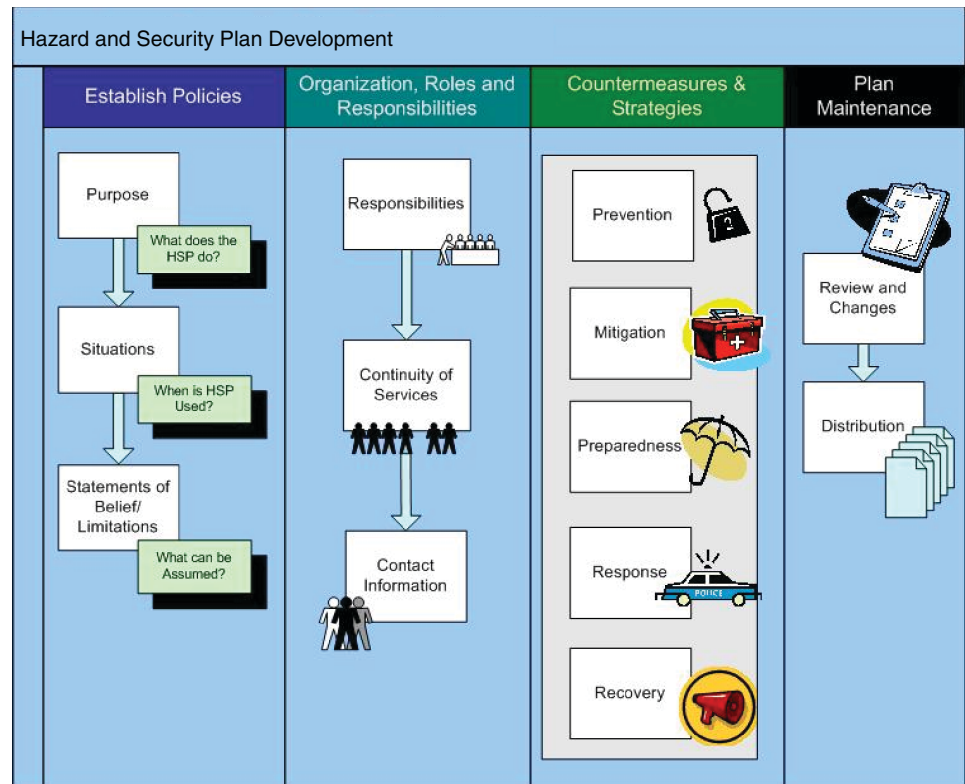 Hazard and Security Plan Development
Establish Policies
Organization, Roles and
Responsibilities
Countermeasures &
Strategies
Plan
Maintenance
Purpose
What does the
HSP do?
Situations
When is HSP
Used?
Statements of
Belief/
Limitations
What can be
Assumed?
Responsibilities
Continuity of
Services
Contact
Information
Prevention
?
Mitigation
Preparedness
Response
POLICE
Recovery
Review and
Changes
Distribution